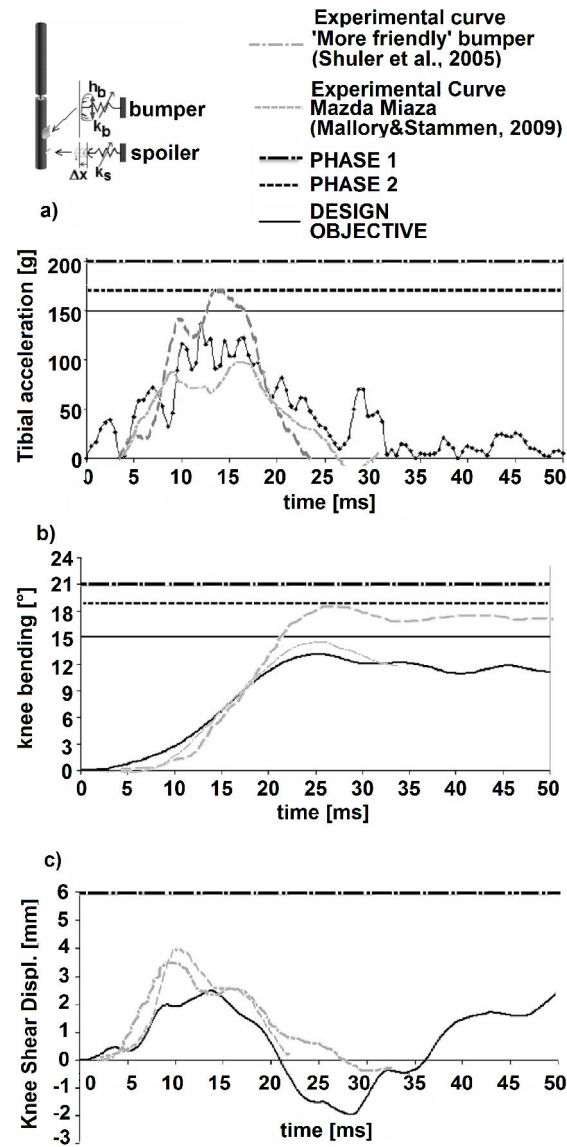 Experimental curve
'More friendly' bumper
(Shuler et al., 2005)
Experimental Curve
Mazda Miaza
(Mallory&Stammen, 2009)
PHASE 1
PHASE 2
DESIGN
OBJECTIVE
hb
bumper
kb
spoiler
Δx
ks
a)
Tibial acceleration [g]
200
150
100
50
0
0 5 10 15 20 25 30 35 40 45 50
time [ms]
b)
knee bending [°]
24
21
18
15
12
9
6
3
0
0 5 10 15 20 25 30 35 40 45 50
time [ms]
c)
Knee Shear Displ. [mm]
6
5
4
3
2
1
0
-1
-2
-3
0 5 10 15 20 25 30 35 40 45 50
time [ms]